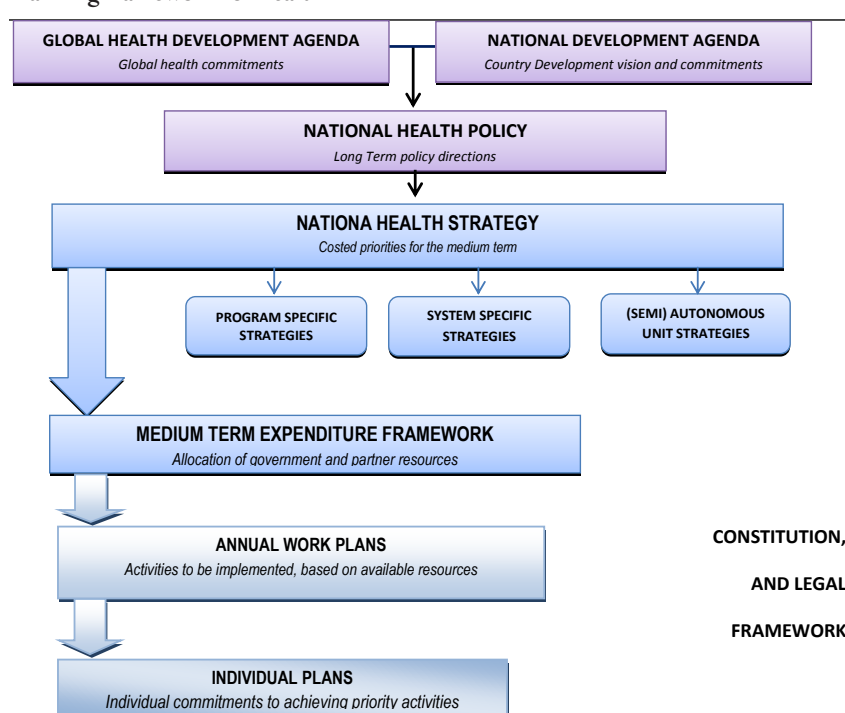 GLOBAL HEALTH DEVELOPMENT AGENDA
Global health commitments
NATIONAL DEVELOPMENT AGENDA
Country Development vision and commitments
NATIONAL HEALTH POLICY
Long Term policy directions
NATIONA HEALTH STRATEGY
Costed priorities for the medium term
PROGRAM SPECIFIC
STRATEGIES
SYSTEM SPECIFIC
STRATEGIES
(SEMI) AUTONOMOUS
UNIT STRATEGIES
MEDIUM TERM EXPENDITURE FRAMEWORK
Allocation of government and partner resources
ANNUAL WORK PLANS
Activities to be implemented, based on available resources
CONSTITUTION,
AND LEGAL
FRAMEWORK
INDIVIDUAL PLANS
Individual commitments to achieving priority activities